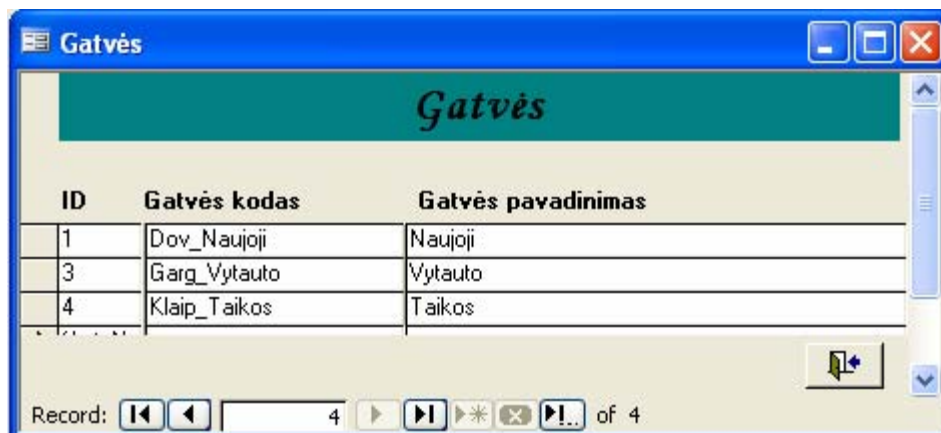 Gatvės
Gatvės
ID Gatvės kodas Gatvės pavadinimas
1 Dov_Naujoji Naujoji
3 Garg_Vytauto Vytauto
4 Klaip_Taikos Taikos
Record: 4 of 4